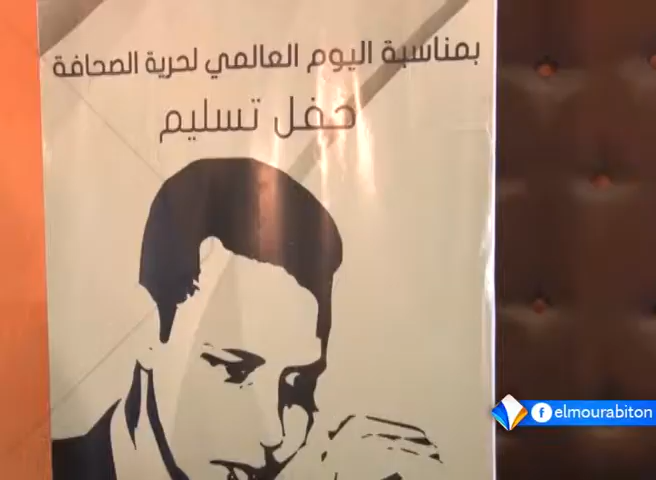 بمناسبة اليوم العالمي لحرية الصحافة
حفل تسليم
elmourabiton